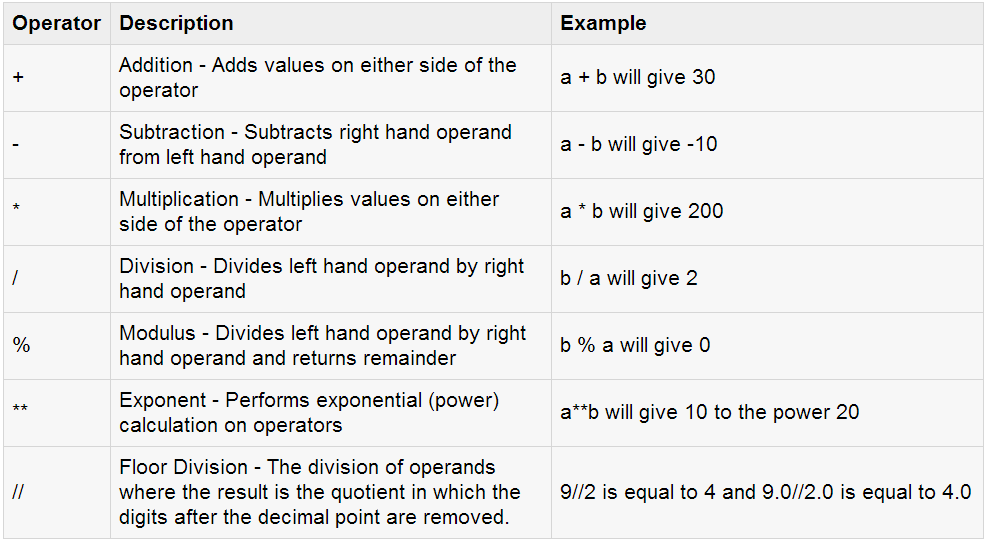 Operator Description Example
+ Addition - Adds values on either side of the
operator a + b will give 30
- Subtraction - Subtracts right hand operand
from left hand operand a - b will give -10
* Multiplication - Multiplies values on either
side of the operator a * b will give 200
/ Division - Divides left hand operand by right
hand operand b / a will give 2
% Modulus - Divides left hand operand by right
hand operand and returns remainder b % a will give 0
** Exponent - Performs exponential (power)
calculation on operators a**b will give 10 to the power 20
// Floor Division - The division of operands
where the result is the quotient in which the
digits after the decimal point are removed. 9//2 is equal to 4 and 9.0//2.0 is equal to 4.0